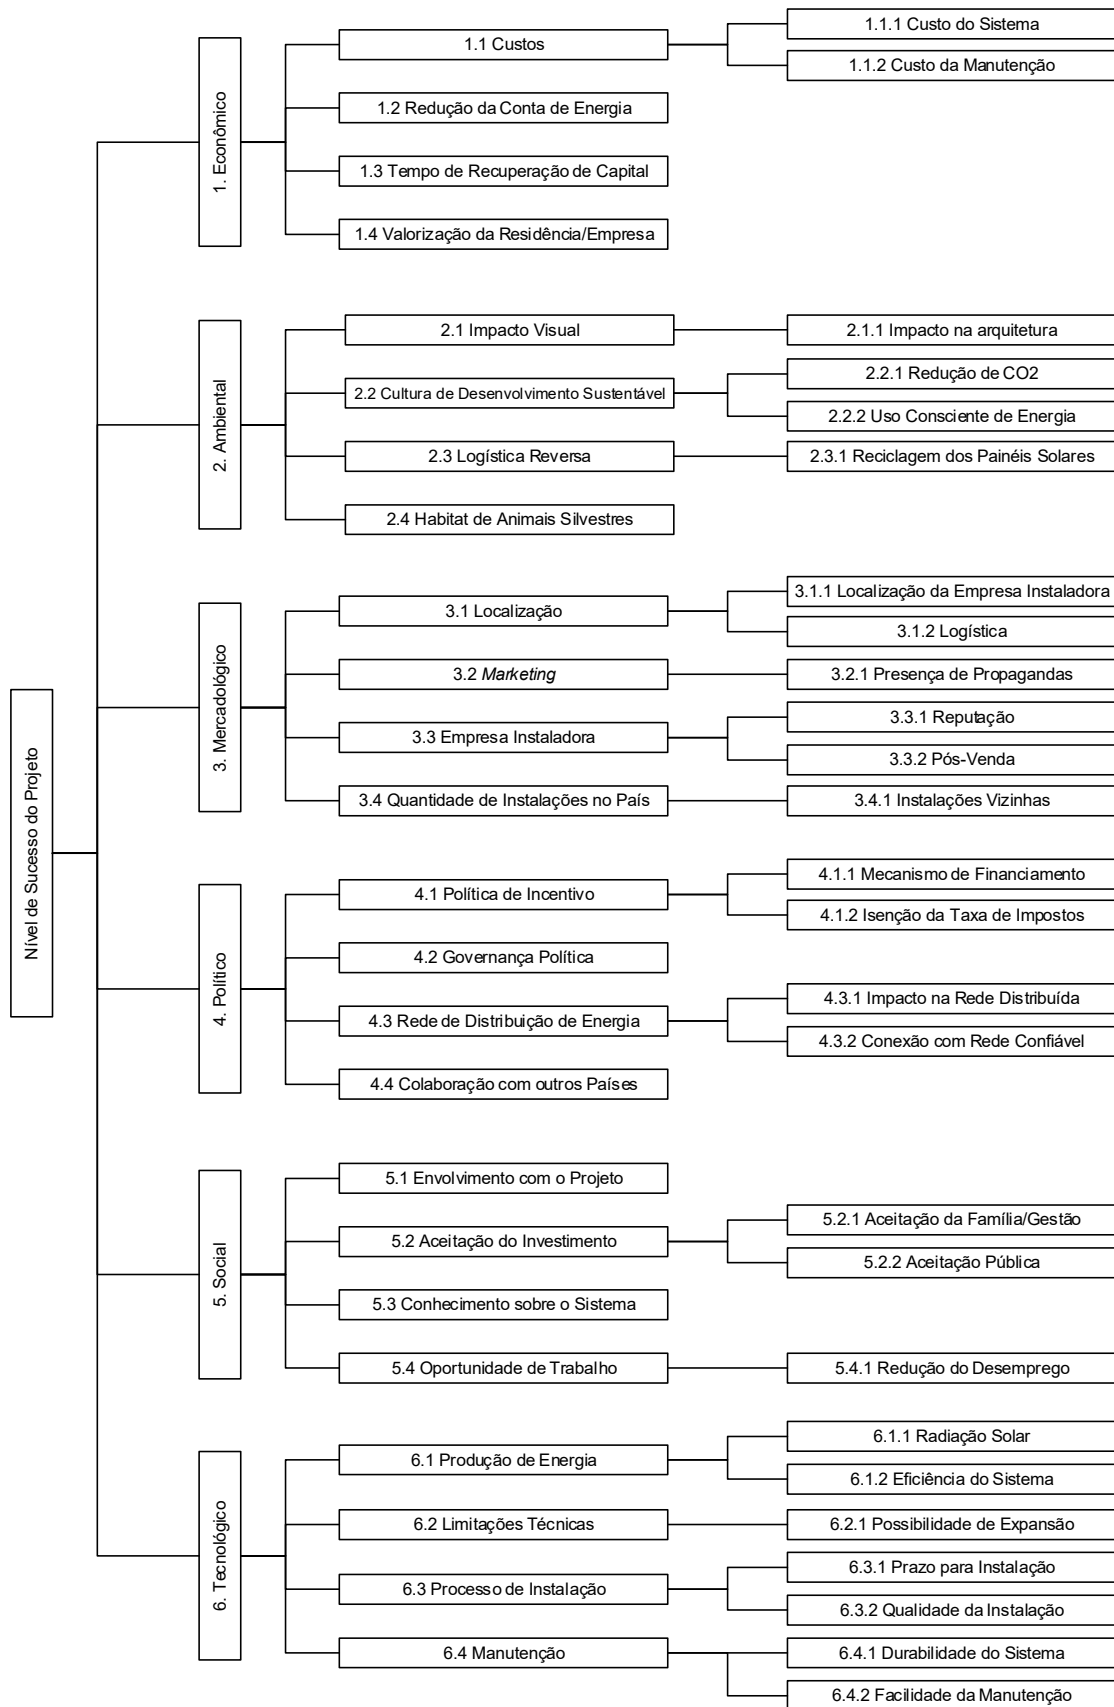 Nível de Sucesso do Projeto
1. Econômico
1.1 Custos
1.1.1 Custo do Sistema
1.1.2 Custo da Manutenção
1.2 Redução da Conta de Energia
1.3 Tempo de Recuperação de Capital
1.4 Valorização da Residência/Empresa
2. Ambiental
2.1 Impacto Visual
2.1.1 Impacto na arquitetura
2.2 Cultura de Desenvolvimento Sustentável
2.2.1 Redução de CO2
2.2.2 Uso Consciente de Energia
2.3 Logística Reversa
2.3.1 Reciclagem dos Painéis Solares
2.4 Habitat de Animais Silvestres
3. Mercadológico
3.1 Localização
3.1.1 Localização da Empresa Instaladora
3.1.2 Logística
3.2 Marketing
3.2.1 Presença de Propagandas
3.3 Empresa Instaladora
3.3.1 Reputação
3.3.2 Pós-Venda
3.4 Quantidade de Instalações no País
3.4.1 Instalações Vizinhas
4. Político
4.1 Política de Incentivo
4.1.1 Mecanismo de Financiamento
4.1.2 Isenção da Taxa de Impostos
4.2 Governança Política
4.3 Rede de Distribuição de Energia
4.3.1 Impacto na Rede Distribuída
4.3.2 Conexão com Rede Confiável
4.4 Colaboração com outros Países
5. Social
5.1 Envolvimento com o Projeto
5.2 Aceitação do Investimento
5.2.1 Aceitação da Família/Gestão
5.2.2 Aceitação Pública
5.3 Conhecimento sobre o Sistema
5.4 Oportunidade de Trabalho
5.4.1 Redução do Desemprego
6. Tecnológico
6.1 Produção de Energia
6.1.1 Radiação Solar
6.1.2 Eficiência do Sistema
6.2 Limitações Técnicas
6.2.1 Possibilidade de Expansão
6.3 Processo de Instalação
6.3.1 Prazo para Instalação
6.3.2 Qualidade da Instalação
6.4 Manutenção
6.4.1 Durabilidade do Sistema
6.4.2 Facilidade da Manutenção